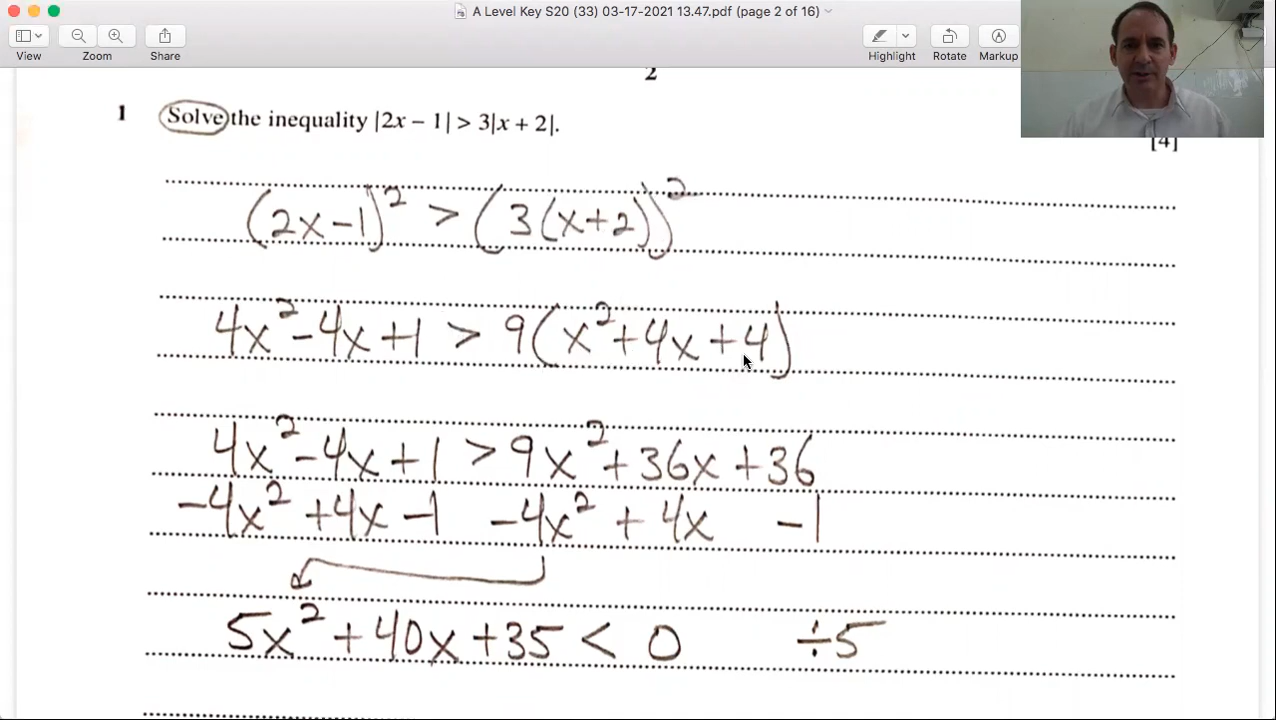 A Level Key S20 (33) 03-17-2021 13.47.pdf (page 2 of 16)
View Zoom Share Highlight Rotate Markup
2
1 Solve the inequality |2x − 1| > 3|x + 2|.
[4]
(2x−1)² > (3(x+2))²
4x²−4x+1 > 9(x²+4x+4)
4x²−4x+1 > 9x²+36x+36
−4x²+4x−1 −4x²+4x −1
5x²+40x+35 < 0 ÷5